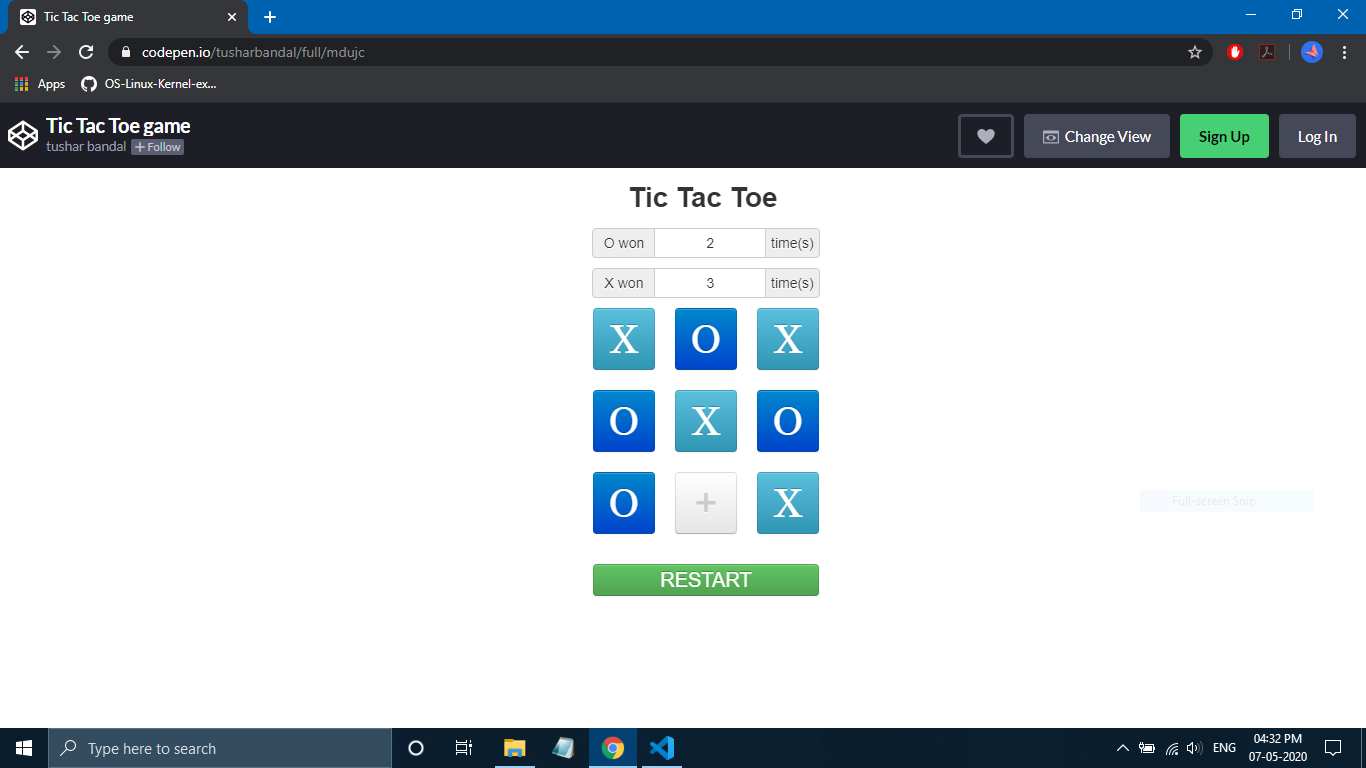 Tic Tac Toe game
codepen.io/tusharbandal/full/mdujc
Apps OS-Linux-Kernel-ex...
Tic Tac Toe game
tushar bandal + Follow
Change View Sign Up Log In
Tic Tac Toe
O won 2 time(s)
X won 3 time(s)
X O X
O X O
O + X
Full-screen Snip
RESTART
Type here to search
ENG
04:32 PM
07-05-2020